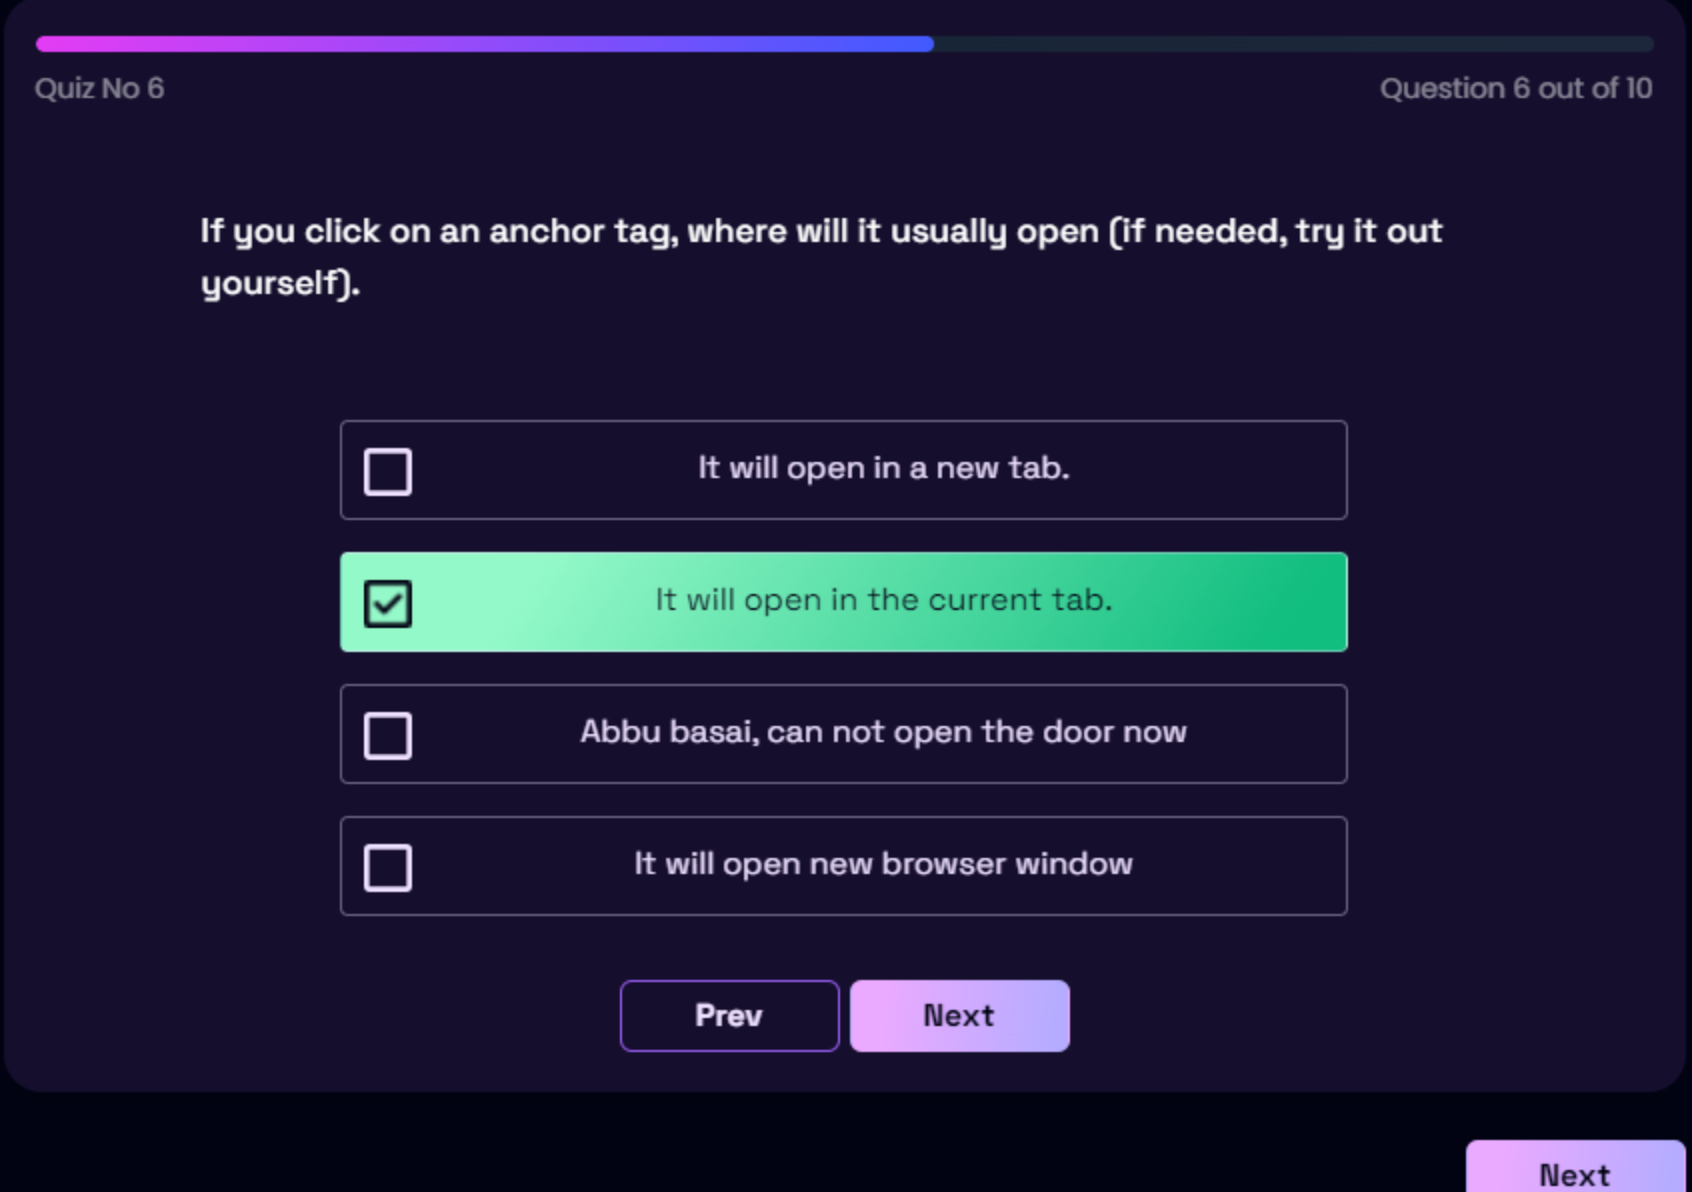 Quiz No 6
Question 6 out of 10
If you click on an anchor tag, where will it usually open (if needed, try it out
yourself).
It will open in a new tab.
It will open in the current tab.
Abbu basai, can not open the door now
It will open new browser window
Prev
Next
Next